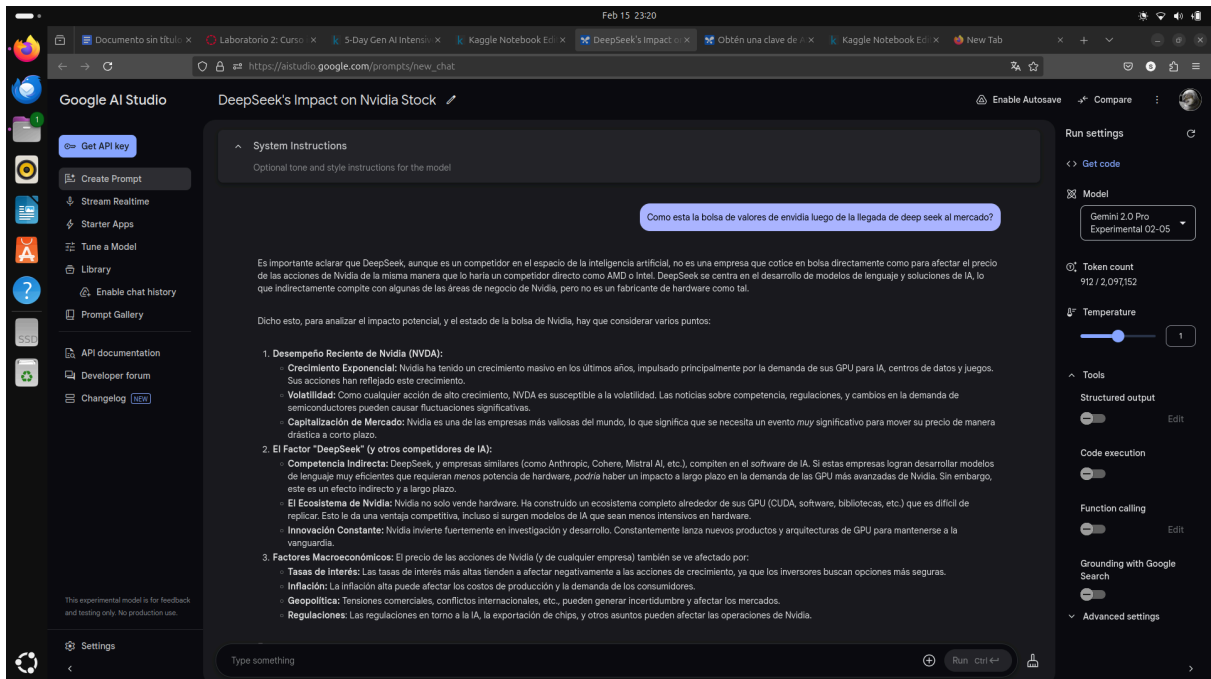 Feb 15 23:20
Documento sin título
Laboratorio 2: Curso
5-Day Gen AI Intensiv
Kaggle Notebook Edi
DeepSeek's Impact o
Obtén una clave de A
Kaggle Notebook Edi
New Tab
https://aistudio.google.com/prompts/new_chat
Google AI Studio
DeepSeek's Impact on Nvidia Stock
Enable Autosave
Compare
Get API key
Create Prompt
Stream Realtime
Starter Apps
Tune a Model
Library
Enable chat history
Prompt Gallery
API documentation
Developer forum
Changelog NEW
This experimental model is for feedback
and testing only. No production use.
Settings
System Instructions
Optional tone and style instructions for the model
Como esta la bolsa de valores de envidia luego de la llegada de deep seek al mercado?
Es importante aclarar que DeepSeek, aunque es un competidor en el espacio de la inteligencia artificial, no es una empresa que cotice en bolsa directamente como para afectar el precio
de las acciones de Nvidia de la misma manera que lo haría un competidor directo como AMD o Intel. DeepSeek se centra en el desarrollo de modelos de lenguaje y soluciones de IA, lo
que indirectamente compite con algunas de las áreas de negocio de Nvidia, pero no es un fabricante de hardware como tal.
Dicho esto, para analizar el impacto potencial, y el estado de la bolsa de Nvidia, hay que considerar varios puntos:
1. Desempeño Reciente de Nvidia (NVDA):
Crecimiento Exponencial: Nvidia ha tenido un crecimiento masivo en los últimos años, impulsado principalmente por la demanda de sus GPU para IA, centros de datos y juegos.
Sus acciones han reflejado este crecimiento.
Volatilidad: Como cualquier acción de alto crecimiento, NVDA es susceptible a la volatilidad. Las noticias sobre competencia, regulaciones, y cambios en la demanda de
semiconductores pueden causar fluctuaciones significativas.
Capitalización de Mercado: Nvidia es una de las empresas más valiosas del mundo, lo que significa que se necesita un evento muy significativo para mover su precio de manera
drástica a corto plazo.
2. El Factor "DeepSeek" (y otros competidores de IA):
Competencia Indirecta: DeepSeek, y empresas similares (como Anthropic, Cohere, Mistral AI, etc.), compiten en el software de IA. Si estas empresas logran desarrollar modelos
de lenguaje muy eficientes que requieran menos potencia de hardware, podría haber un impacto a largo plazo en la demanda de las GPU más avanzadas de Nvidia. Sin embargo,
este es un efecto indirecto y a largo plazo.
El Ecosistema de Nvidia: Nvidia no solo vende hardware. Ha construido un ecosistema completo alrededor de sus GPU (CUDA, software, bibliotecas, etc.) que es difícil de
replicar. Esto le da una ventaja competitiva, incluso si surgen modelos de IA que sean menos intensivos en hardware.
Innovación Constante: Nvidia invierte fuertemente en investigación y desarrollo. Constantemente lanza nuevos productos y arquitecturas de GPU para mantenerse a la
vanguardia.
3. Factores Macroeconómicos: El precio de las acciones de Nvidia (y de cualquier empresa) también se ve afectado por:
Tasas de interés: Las tasas de interés más altas tienden a afectar negativamente a las acciones de crecimiento, ya que los inversores buscan opciones más seguras.
Inflación: La inflación alta puede afectar los costos de producción y la demanda de los consumidores.
Geopolítica: Tensiones comerciales, conflictos internacionales, etc., pueden generar incertidumbre y afectar los mercados.
Regulaciones: Las regulaciones en torno a la IA, la exportación de chips, y otros asuntos pueden afectar las operaciones de Nvidia.
Type something
Run Ctrl
Run settings
Get code
Model
Gemini 2.0 Pro
Experimental 02-05
Token count
912 / 2,097,152
Temperature
1
Tools
Structured output
Edit
Code execution
Function calling
Edit
Grounding with Google
Search
Advanced settings
SSD
1